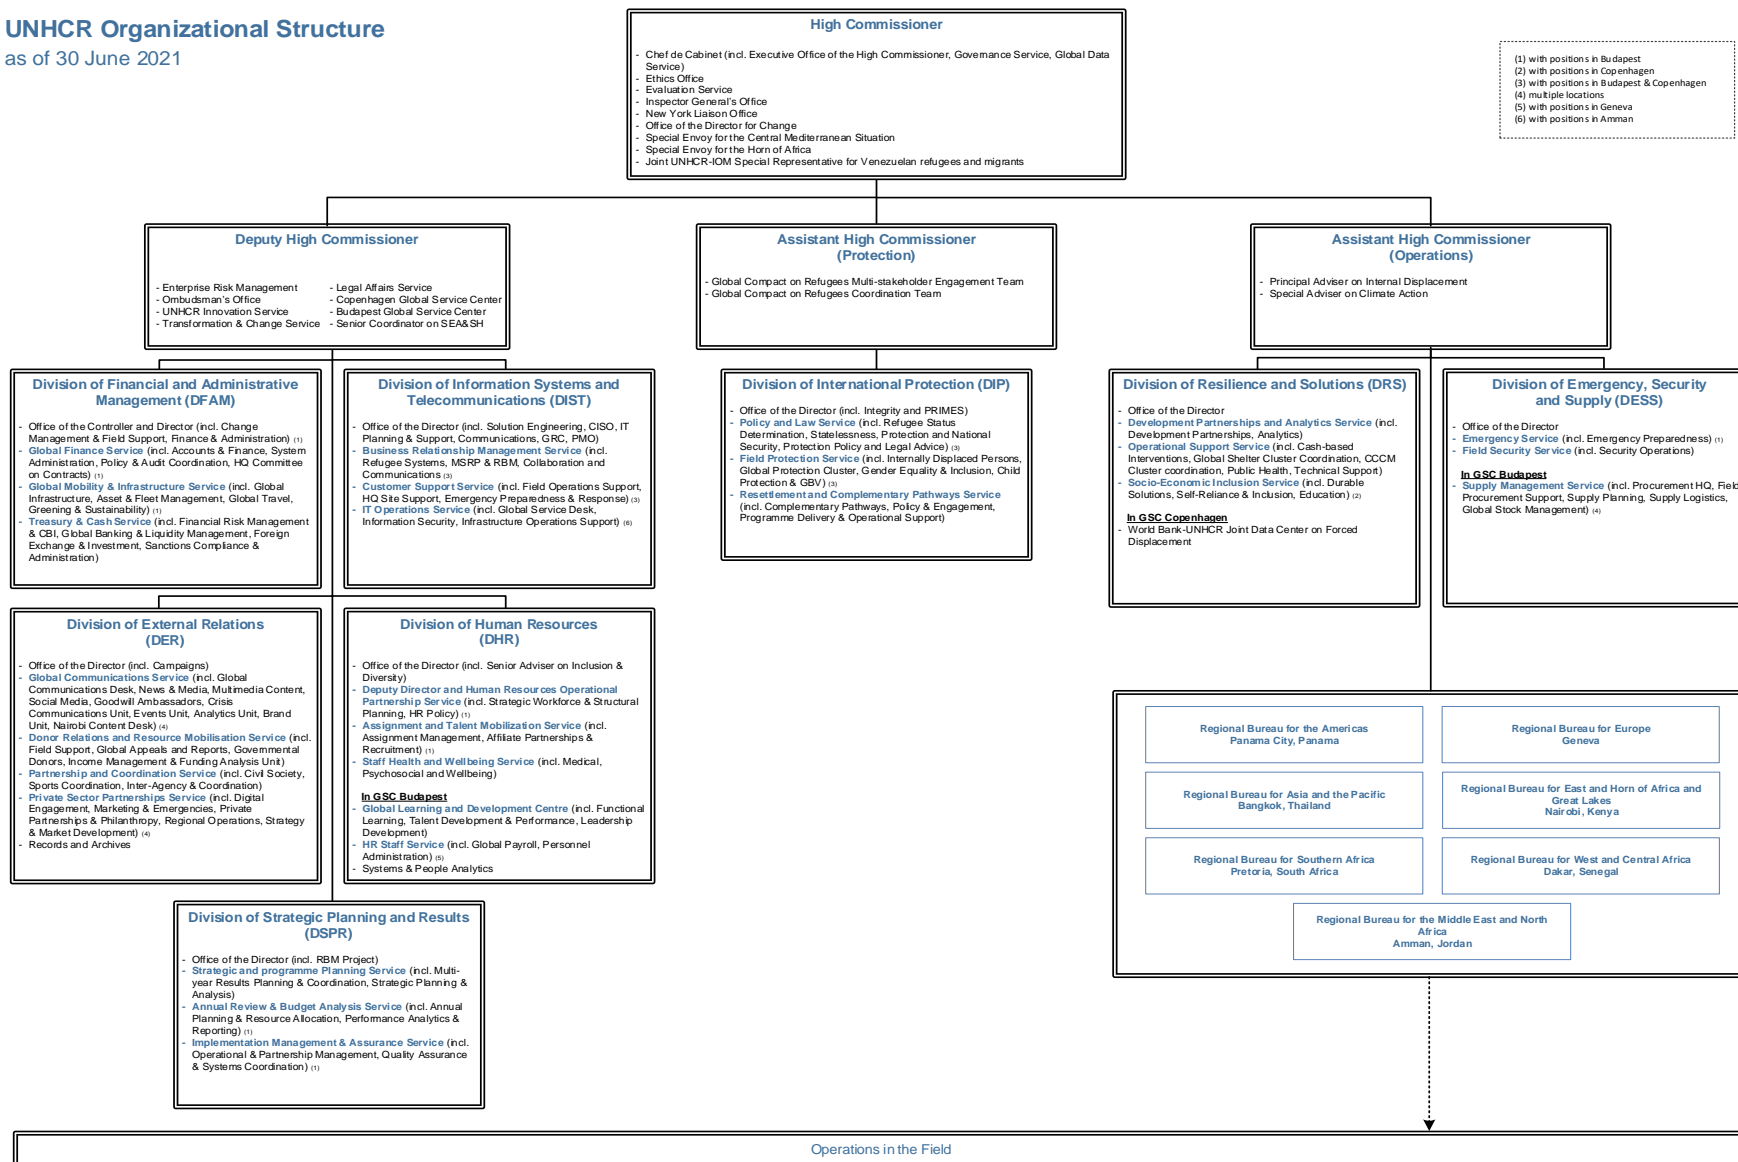 UNHCR Organizational Structure
as of 30 June 2021
High Commissioner
- Chef de Cabinet (incl. Executive Office of the High Commissioner, Governance Service, Global Data
Service)
- Ethics Office
- Evaluation Service
- Inspector General's Office
- New York Liaison Office
- Office of the Director for Change
- Special Envoy for the Central Mediterranean Situation
- Special Envoy for the Horn of Africa
- Joint UNHCR-IOM Special Representative for Venezuelan refugees and migrants
(1) with positions in Budapest
(2) with positions in Copenhagen
(3) with positions in Budapest & Copenhagen
(4) multiple locations
(5) with positions in Geneva
(6) with positions in Amman
Deputy High Commissioner
- Enterprise Risk Management
- Ombudsman's Office
- UNHCR Innovation Service
- Transformation & Change Service
- Legal Affairs Service
- Copenhagen Global Service Center
- Budapest Global Service Center
- Senior Coordinator on SEA&SH
Assistant High Commissioner
(Protection)
- Global Compact on Refugees Multi-stakeholder Engagement Team
- Global Compact on Refugees Coordination Team
Assistant High Commissioner
(Operations)
- Principal Adviser on Internal Displacement
- Special Adviser on Climate Action
Division of Financial and Administrative
Management (DFAM)
- Office of the Controller and Director (incl. Change
Management & Field Support, Finance & Administration) (1)
- Global Finance Service (incl. Accounts & Finance, System
Administration, Policy & Audit Coordination, HQ Committee
on Contracts) (1)
- Global Mobility & Infrastructure Service (incl. Global
Infrastructure, Asset & Fleet Management, Global Travel,
Greening & Sustainability) (1)
- Treasury & Cash Service (incl. Financial Risk Management
& CBI, Global Banking & Liquidity Management, Foreign
Exchange & Investment, Sanctions Compliance &
Administration)
Division of Information Systems and
Telecommunications (DIST)
- Office of the Director (incl. Solution Engineering, CISO, IT
Planning & Support, Communications, GRC, PMO)
- Business Relationship Management Service (incl.
Refugee Systems, MSRP & RBM, Collaboration and
Communications (3)
- Customer Support Service (incl. Field Operations Support,
HQ Site Support, Emergency Preparedness & Response) (3)
- IT Operations Service (incl. Global Service Desk,
Information Security, Infrastructure Operations Support) (6)
Division of International Protection (DIP)
- Office of the Director (incl. Integrity and PRIMES)
- Policy and Law Service (incl. Refugee Status
Determination, Statelessness, Protection and National
Security, Protection Policy and Legal Advice) (3)
- Field Protection Service (incl. Internally Displaced Persons,
Global Protection Cluster, Gender Equality & Inclusion, Child
Protection & GBV) (3)
- Resettlement and Complementary Pathways Service
(incl. Complementary Pathways, Policy & Engagement,
Programme Delivery & Operational Support)
Division of Resilience and Solutions (DRS)
- Office of the Director
- Development Partnerships and Analytics Service (incl.
Development Partnerships, Analytics)
- Operational Support Service (incl. Cash-based
Interventions, Global Shelter Cluster Coordination, CCCM
Cluster coordination, Public Health, Technical Support)
- Socio-Economic Inclusion Service (incl. Durable
Solutions, Self-Reliance & Inclusion, Education) (2)
In GSC Copenhagen
- World Bank-UNHCR Joint Data Center on Forced
Displacement
Division of Emergency, Security
and Supply (DESS)
- Office of the Director
- Emergency Service (incl. Emergency Preparedness) (1)
- Field Security Service (incl. Security Operations)
In GSC Budapest
- Supply Management Service (incl. Procurement HQ, Field
Procurement Support, Supply Planning, Supply Logistics,
Global Stock Management) (4)
Division of External Relations
(DER)
- Office of the Director (incl. Campaigns)
- Global Communications Service (incl. Global
Communications Desk, News & Media, Multimedia Content,
Social Media, Goodwill Ambassadors, Crisis
Communications Unit, Events Unit, Analytics Unit, Brand
Unit, Nairobi Content Desk) (4)
- Donor Relations and Resource Mobilisation Service (incl.
Field Support, Global Appeals and Reports, Governmental
Donors, Income Management & Funding Analysis Unit)
- Partnership and Coordination Service (incl. Civil Society,
Sports Coordination, Inter-Agency & Coordination)
- Private Sector Partnerships Service (incl. Digital
Engagement, Marketing & Emergencies, Private
Partnerships & Philanthropy, Regional Operations, Strategy
& Market Development) (4)
- Records and Archives
Division of Human Resources
(DHR)
- Office of the Director (incl. Senior Adviser on Inclusion &
Diversity)
- Deputy Director and Human Resources Operational
Partnership Service (incl. Strategic Workforce & Structural
Planning, HR Policy) (1)
- Assignment and Talent Mobilization Service (incl.
Assignment Management, Affiliate Partnerships &
Recruitment) (1)
- Staff Health and Wellbeing Service (incl. Medical,
Psychosocial and Wellbeing)
In GSC Budapest
- Global Learning and Development Centre (incl. Functional
Learning, Talent Development & Performance, Leadership
Development)
- HR Staff Service (incl. Global Payroll, Personnel
Administration) (5)
- Systems & People Analytics
Regional Bureau for the Americas
Panama City, Panama
Regional Bureau for Europe
Geneva
Regional Bureau for Asia and the Pacific
Bangkok, Thailand
Regional Bureau for East and Horn of Africa and
Great Lakes
Nairobi, Kenya
Regional Bureau for Southern Africa
Pretoria, South Africa
Regional Bureau for West and Central Africa
Dakar, Senegal
Regional Bureau for the Middle East and North
Africa
Amman, Jordan
Division of Strategic Planning and Results
(DSPR)
- Office of the Director (incl. RBM Project)
- Strategic and programme Planning Service (incl. Multi-
year Results Planning & Coordination, Strategic Planning &
Analysis)
- Annual Review & Budget Analysis Service (incl. Annual
Planning & Resource Allocation, Performance Analytics &
Reporting) (1)
- Implementation Management & Assurance Service (incl.
Operational & Partnership Management, Quality Assurance
& Systems Coordination) (1)
Operations in the Field